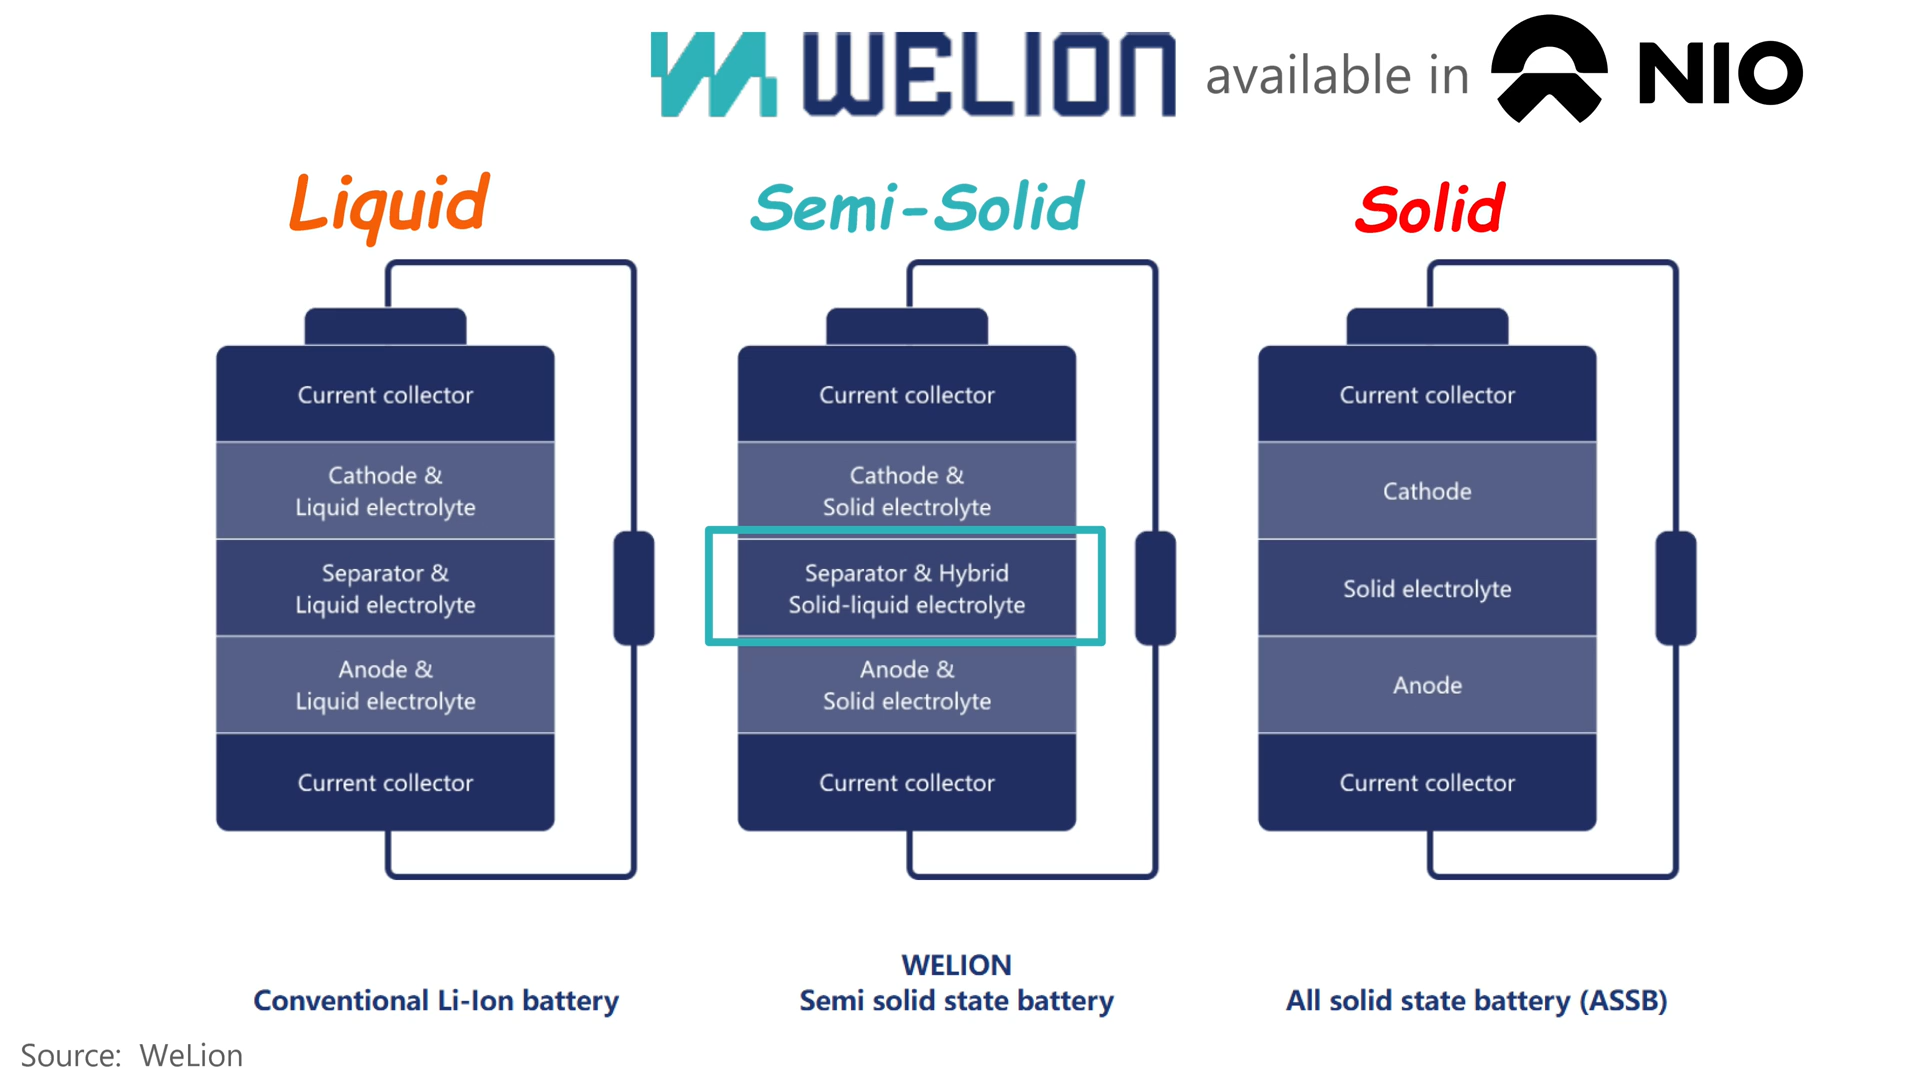 WELION available in NIO
Liquid
Semi-Solid
Solid
Current collector
Cathode &
Liquid electrolyte
Separator &
Liquid electrolyte
Anode &
Liquid electrolyte
Current collector
Current collector
Cathode &
Solid electrolyte
Separator & Hybrid
Solid-liquid electrolyte
Anode &
Solid electrolyte
Current collector
Current collector
Cathode
Solid electrolyte
Anode
Current collector
Conventional Li-Ion battery
WELION
Semi solid state battery
All solid state battery (ASSB)
Source: WeLion